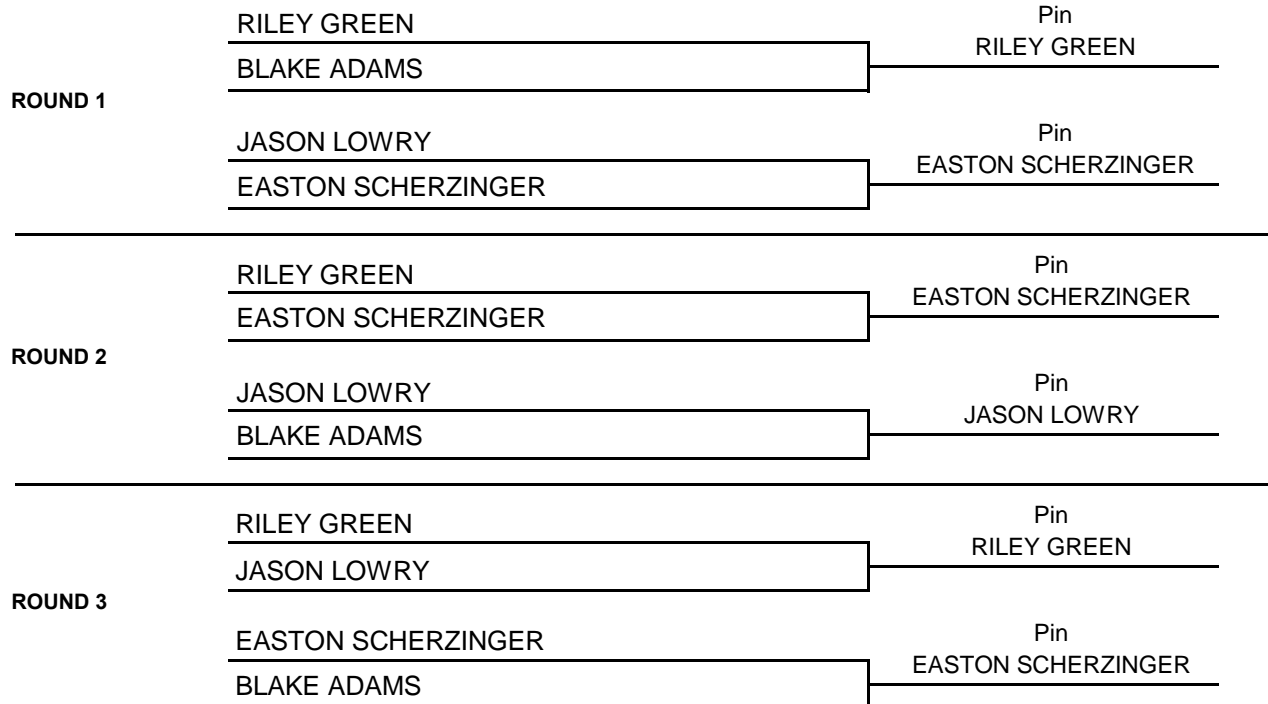 RILEY GREEN
Pin
RILEY GREEN
BLAKE ADAMS
ROUND 1
JASON LOWRY
Pin
EASTON SCHERZINGER
EASTON SCHERZINGER
RILEY GREEN
Pin
EASTON SCHERZINGER
EASTON SCHERZINGER
ROUND 2
JASON LOWRY
Pin
JASON LOWRY
BLAKE ADAMS
RILEY GREEN
Pin
RILEY GREEN
JASON LOWRY
ROUND 3
EASTON SCHERZINGER
Pin
EASTON SCHERZINGER
BLAKE ADAMS